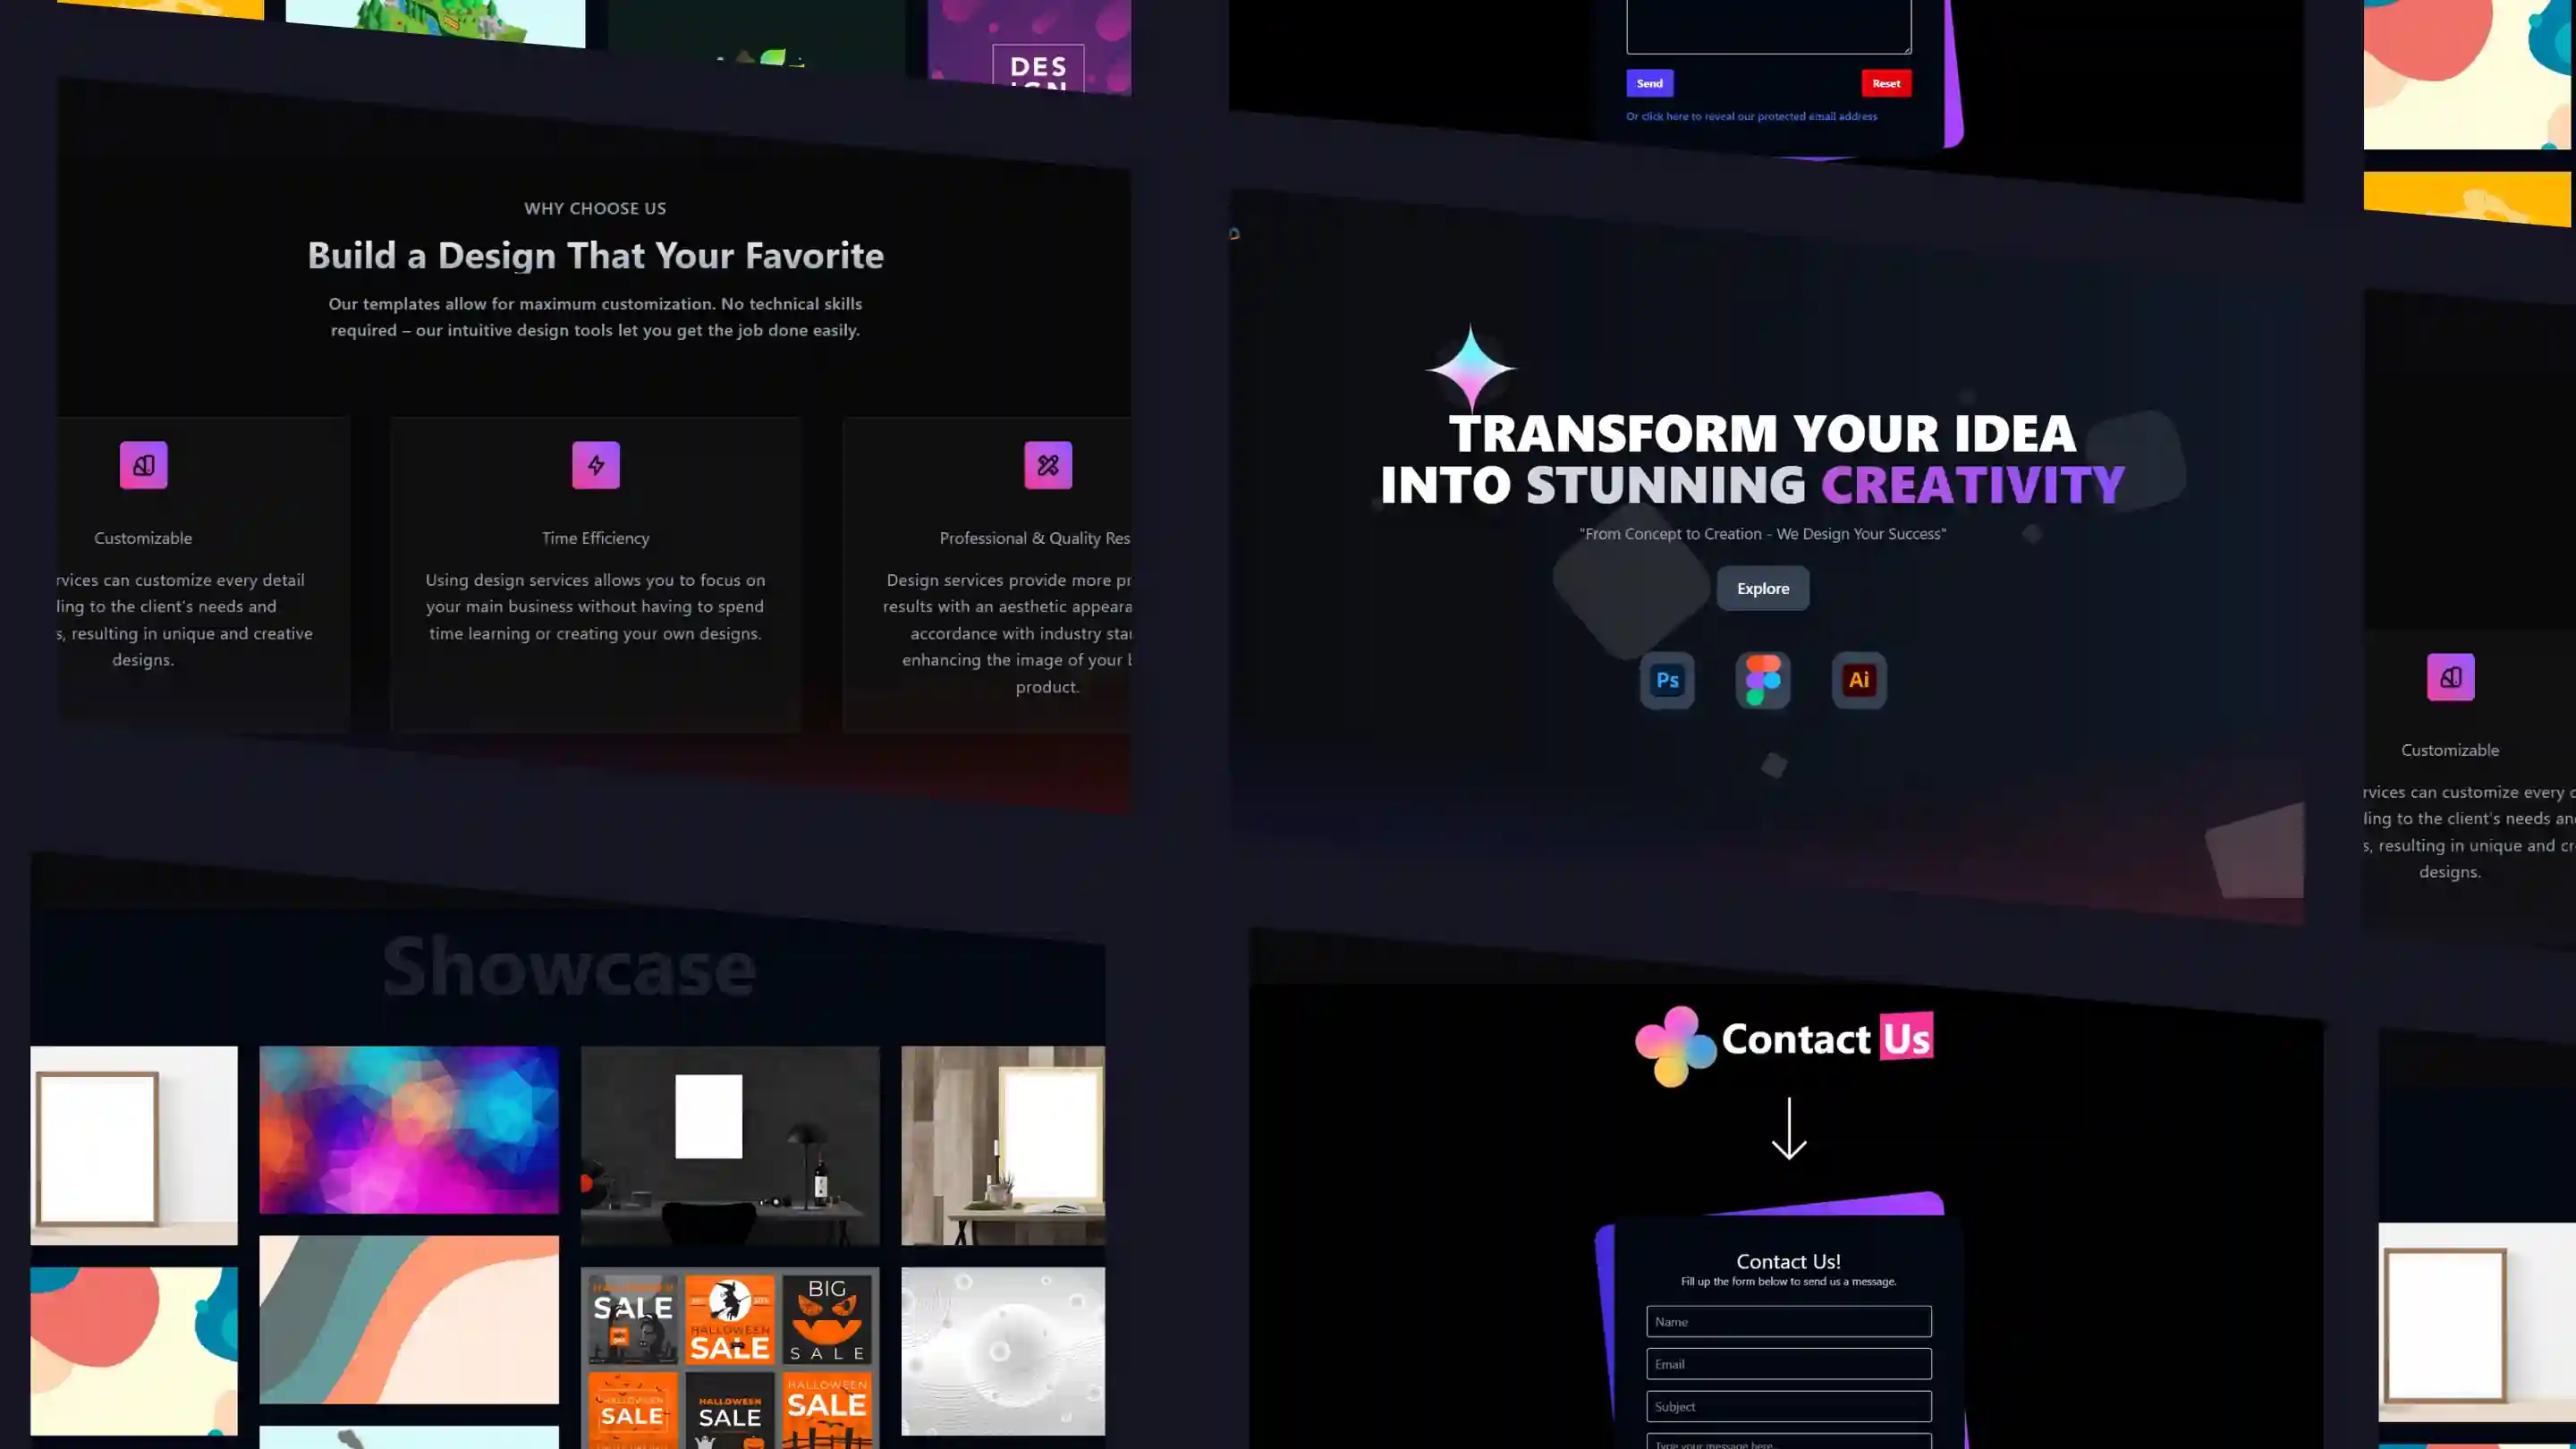 DES
Send
Reset
Or click here to reveal our protected email address
WHY CHOOSE US
Build a Design That Your Favorite
Our templates allow for maximum customization. No technical skills
required – our intuitive design tools let you get the job done easily.
Customizable
rvices can customize every detail
ling to the client's needs and
s, resulting in unique and creative
designs.
Time Efficiency
Using design services allows you to focus on
your main business without having to spend
time learning or creating your own designs.
Professional & Quality Res
Design services provide more pr
results with an aesthetic appeara
accordance with industry star
enhancing the image of your b
product.
TRANSFORM YOUR IDEA
INTO STUNNING CREATIVITY
"From Concept to Creation - We Design Your Success"
Explore
Ps
Ai
Customizable
rvices can customize every
ling to the client's needs an
s, resulting in unique and cr
designs.
Showcase
SALE
HALLOWEEN
SALE
BIG
SALE
HALLOWEEN
SALE
HALLOWEEN
SALE
HALLOWEEN
SALE
Contact Us
Contact Us!
Fill up the form below to send us a message.
Name
Email
Subject
Type your message here